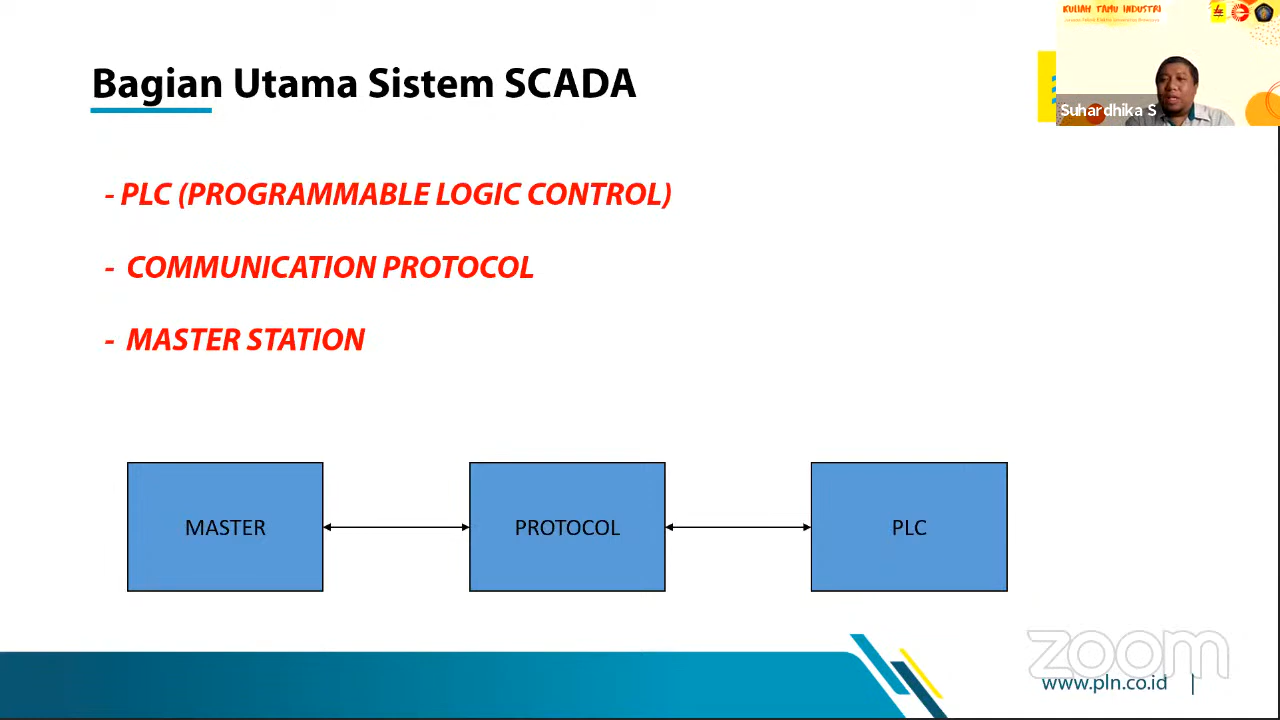 KULIAH TAMU INDUSTRI
Bagian Utama Sistem SCADA
Suhardhika S
- PLC (PROGRAMMABLE LOGIC CONTROL)
- COMMUNICATION PROTOCOL
- MASTER STATION
MASTER
PROTOCOL
PLC
zoom
www.pln.co.id |